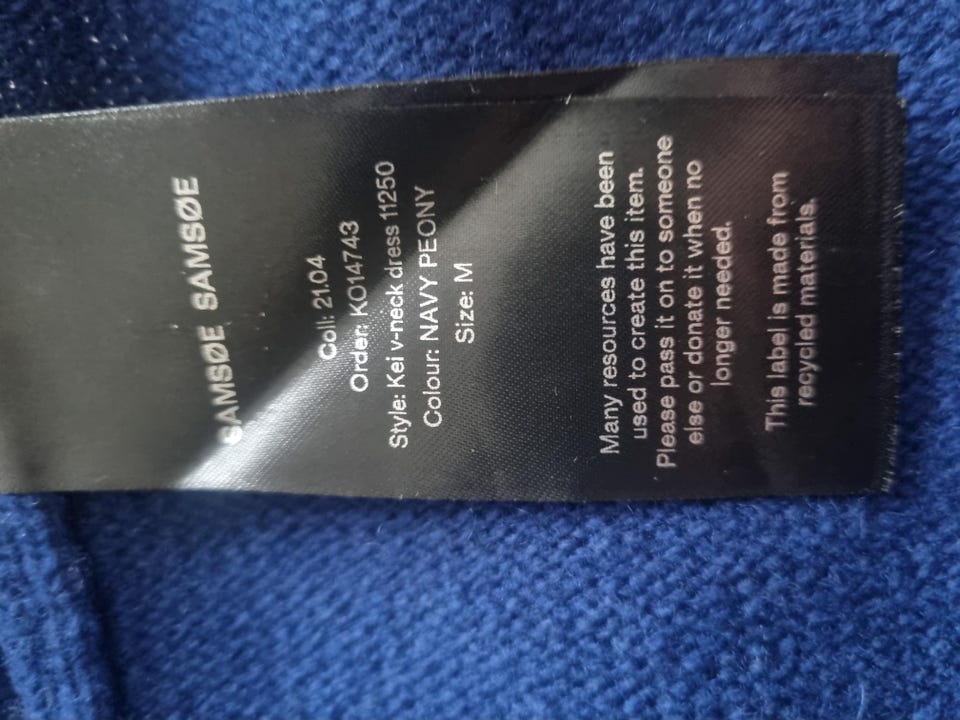 SAMSØE SAMSØE
Coll: 21.04
Order: KO14743
Style: Kei v-neck dress 11250
Colour: NAVY PEONY
Size: M
Many resources have been
used to create this item.
Please pass it on to someone
else or donate it when no
longer needed.
This label is made from
recycled materials.